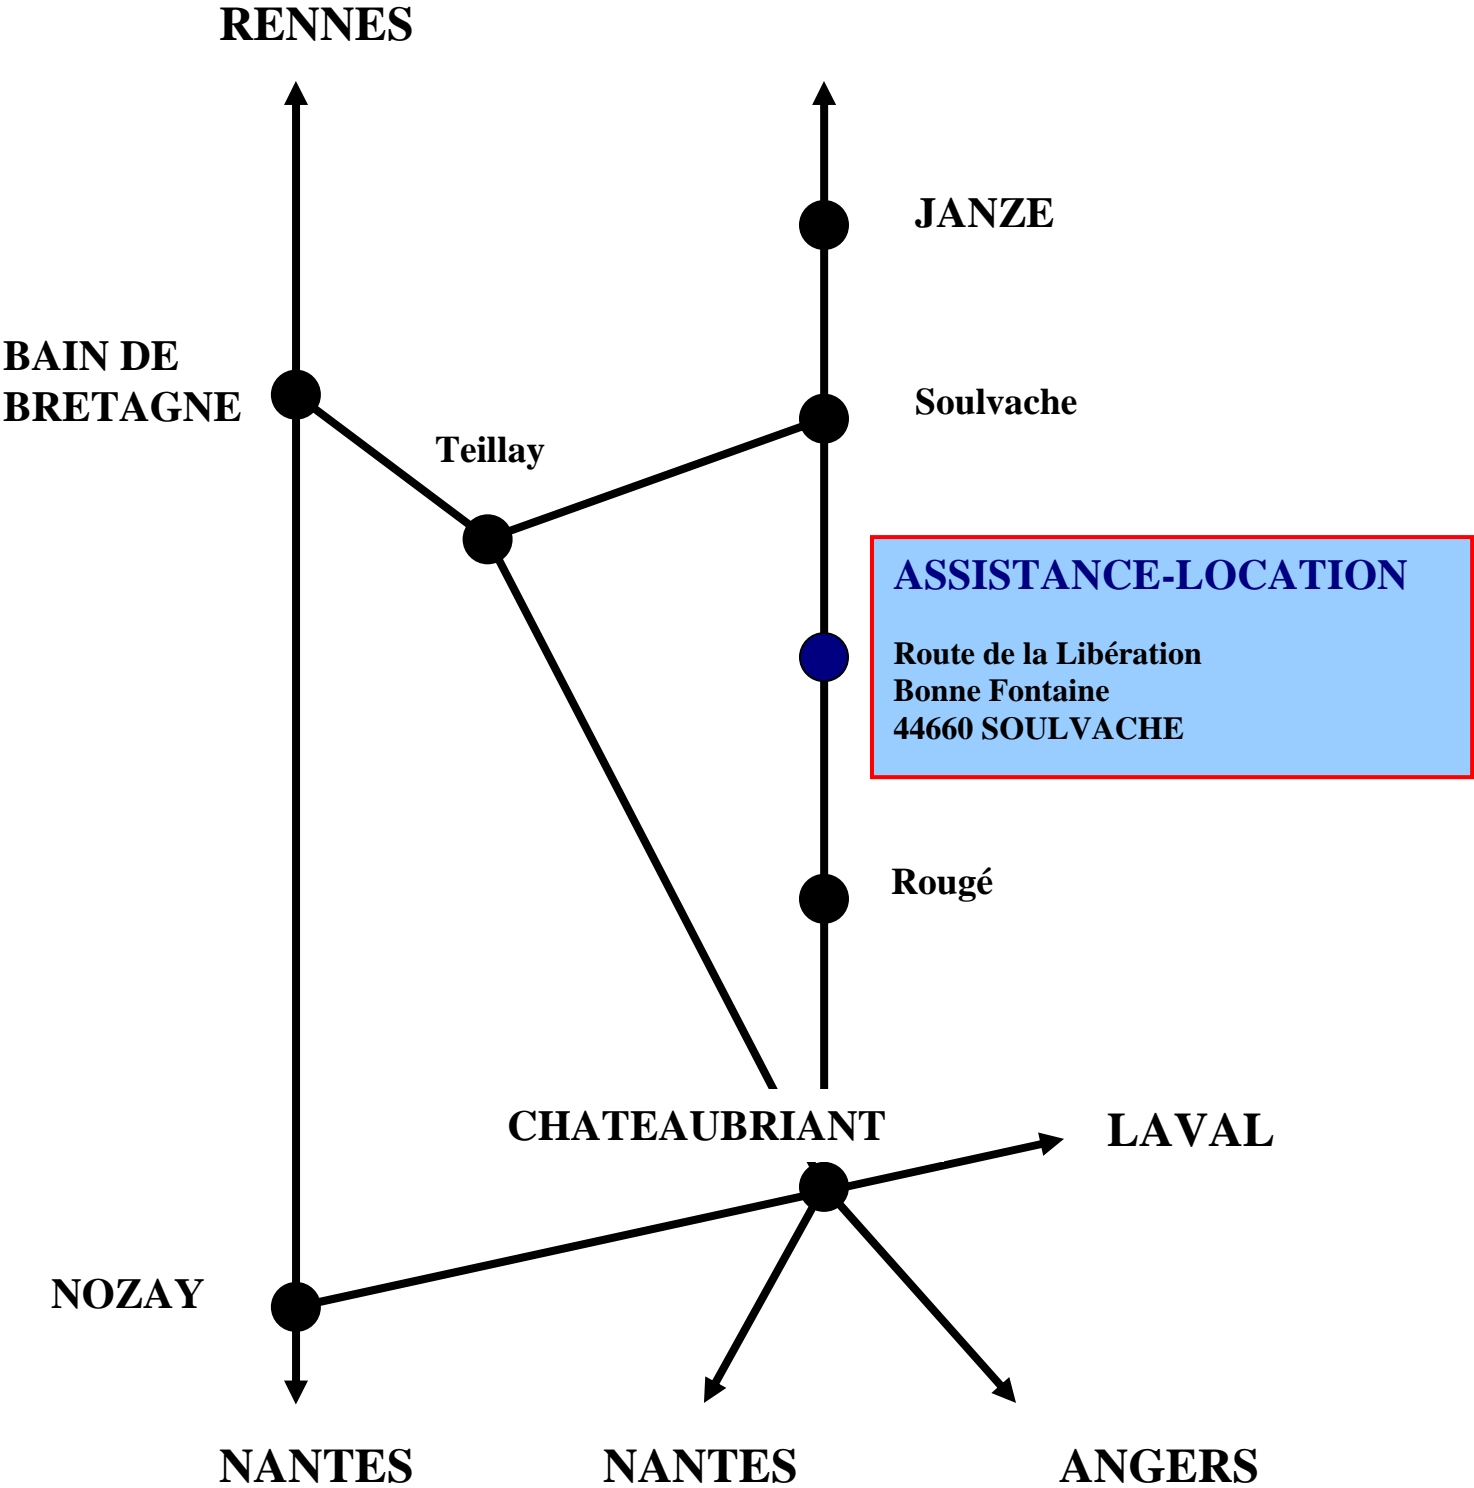 RENNES
JANZE
BAIN DE
BRETAGNE
Soulvache
Teillay
ASSISTANCE-LOCATION
Route de la Libération
Bonne Fontaine
44660 SOULVACHE
Rougé
CHATEAUBRIANT
LAVAL
NOZAY
NANTES
NANTES
ANGERS